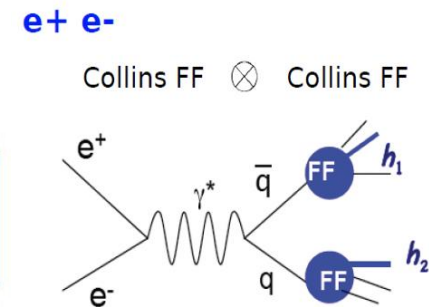 e+ e-
Collins FF ⊗ Collins FF
e⁺
γ*
q̅
FF
h₁
h₂
q
FF
e⁻